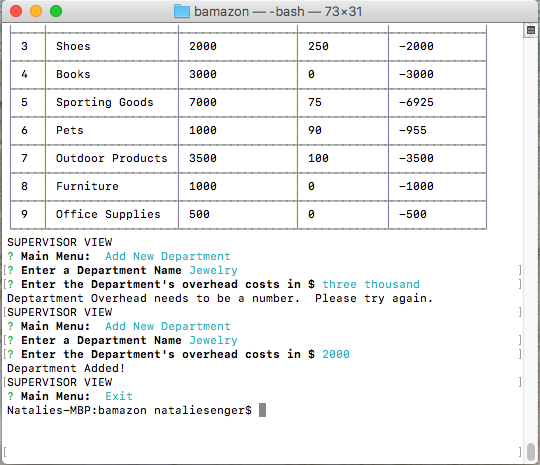 bamazon — -bash — 73×31
3 Shoes 2000 250 -2000
4 Books 3000 0 -3000
5 Sporting Goods 7000 75 -6925
6 Pets 1000 90 -955
7 Outdoor Products 3500 100 -3500
8 Furniture 1000 0 -1000
9 Office Supplies 500 0 -500
SUPERVISOR VIEW
? Main Menu: Add New Department
[? Enter a Department Name Jewelry ]
[? Enter the Department's overhead costs in $ three thousand ]
Deptartment Overhead needs to be a number. Please try again.
[SUPERVISOR VIEW ]
? Main Menu: Add New Department
[? Enter a Department Name Jewelry ]
[? Enter the Department's overhead costs in $ 2000 ]
Department Added!
[SUPERVISOR VIEW ]
? Main Menu: Exit
Natalies-MBP:bamazon nataliesenger$
[ ]